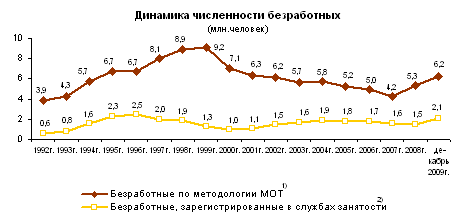 Динамика численности безработных
(млн.человек)
10
8
6
4
2
0
3,9 4,3 5,7 6,7 6,7 8,1 8,9 9,2 7,1 6,3 6,2 5,7 5,8 5,2 5,0 4,2 5,3 6,2
0,6 0,8 1,6 2,3 2,5 2,0 1,9 1,3 1,0 1,1 1,5 1,6 1,9 1,8 1,7 1,6 1,5 2,1
1992г. 1993г. 1994г. 1995г. 1996г. 1997г. 1998г. 1999г. 2000г. 2001г. 2002г. 2003г. 2004г. 2005г. 2006г. 2007г. 2008г. де-
кабрь
2009г.
Безработные по методологии МОТ 1)
Безработные, зарегистрированные в службах занятости 2)